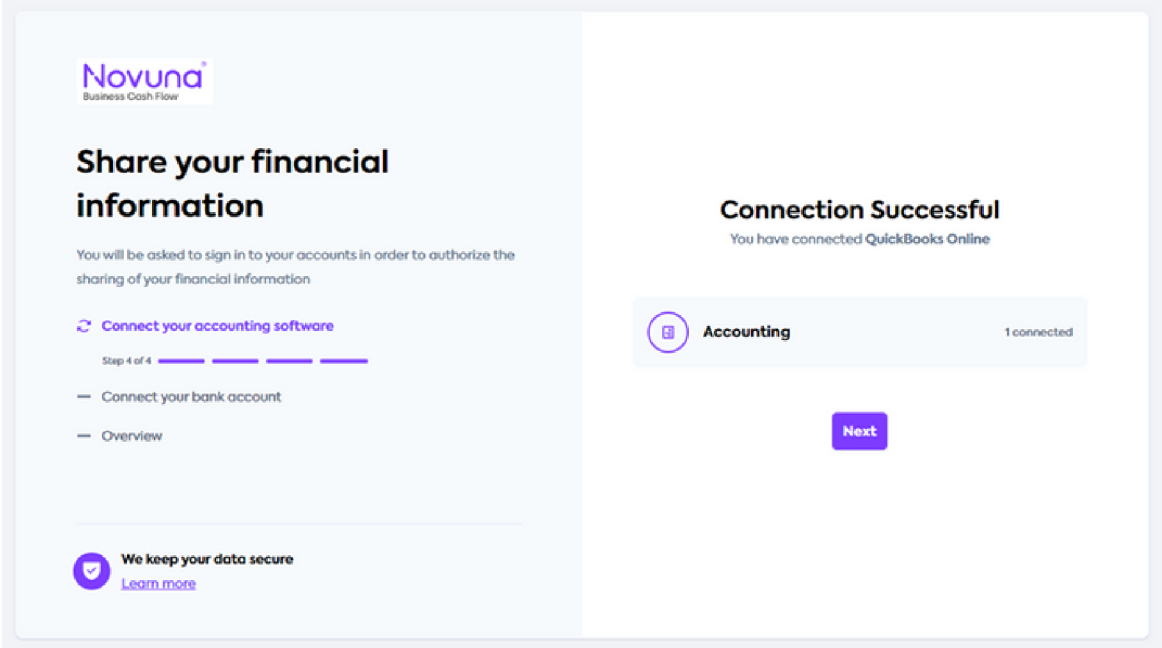 Novuna®
Business Cash Flow
Share your financial
information
You will be asked to sign in to your accounts in order to authorize the
sharing of your financial information
Connect your accounting software
Step 4 of 4
Connect your bank account
Overview
We keep your data secure
Learn more
Connection Successful
You have connected QuickBooks Online
Accounting
1 connected
Next